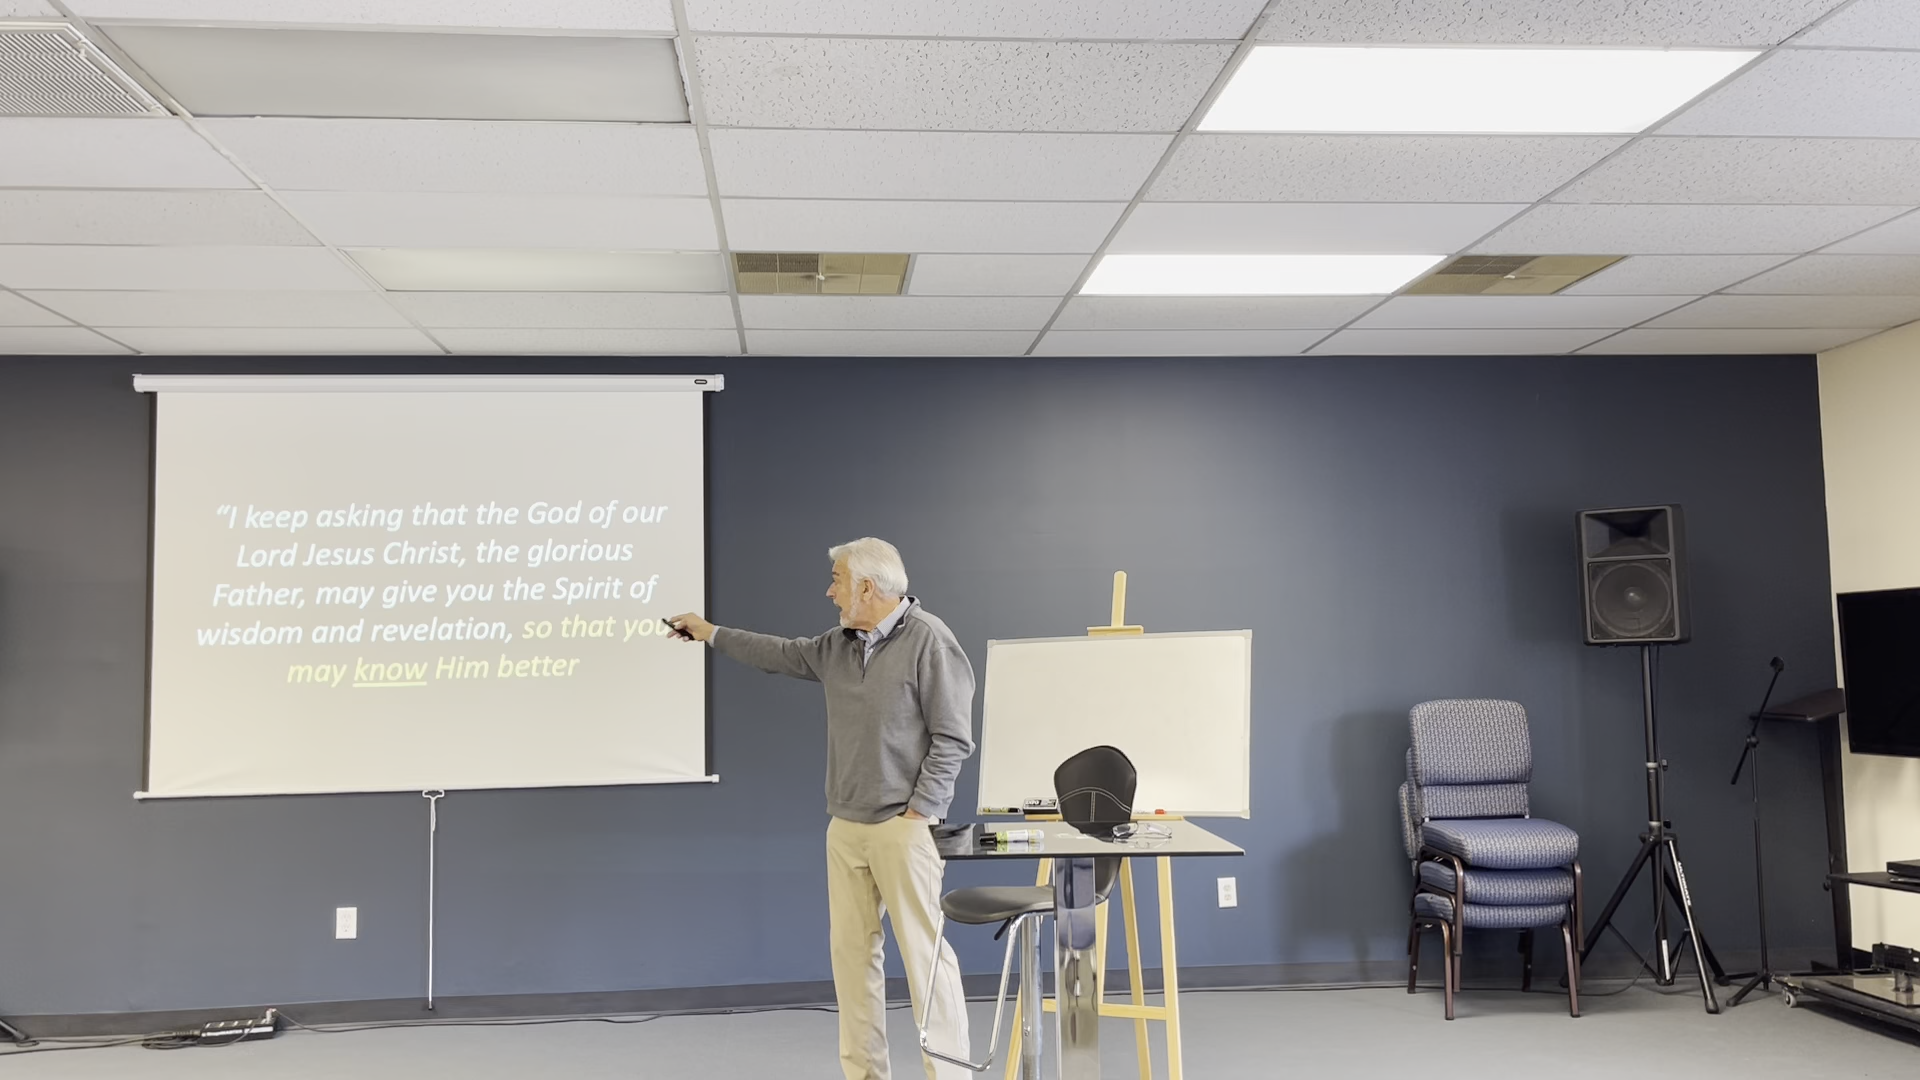 “I keep asking that the God of our
Lord Jesus Christ, the glorious
Father, may give you the Spirit of
wisdom and revelation, so that you
may know Him better